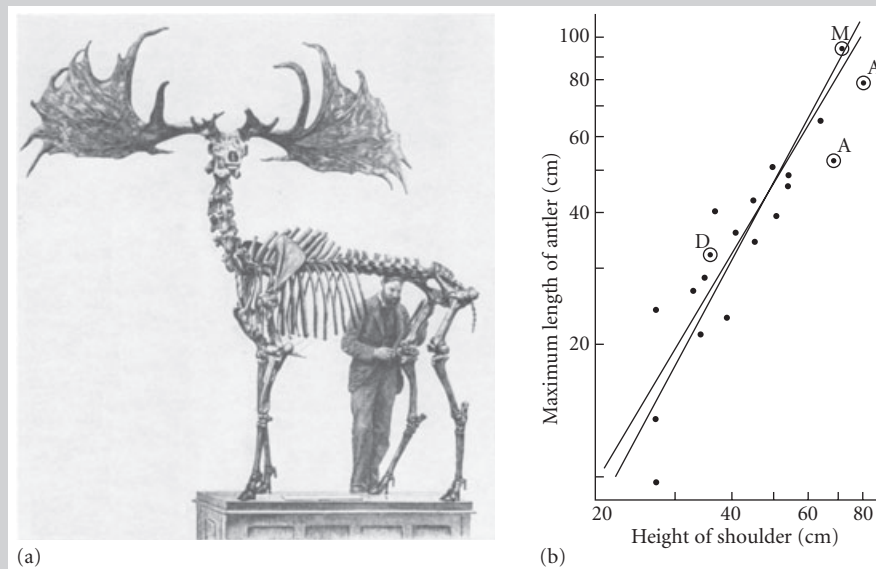 (a)
100
80
60
40
20
Maximum length of antler (cm)
M
A
A
D
20
40
60
80
Height of shoulder (cm)
(b)